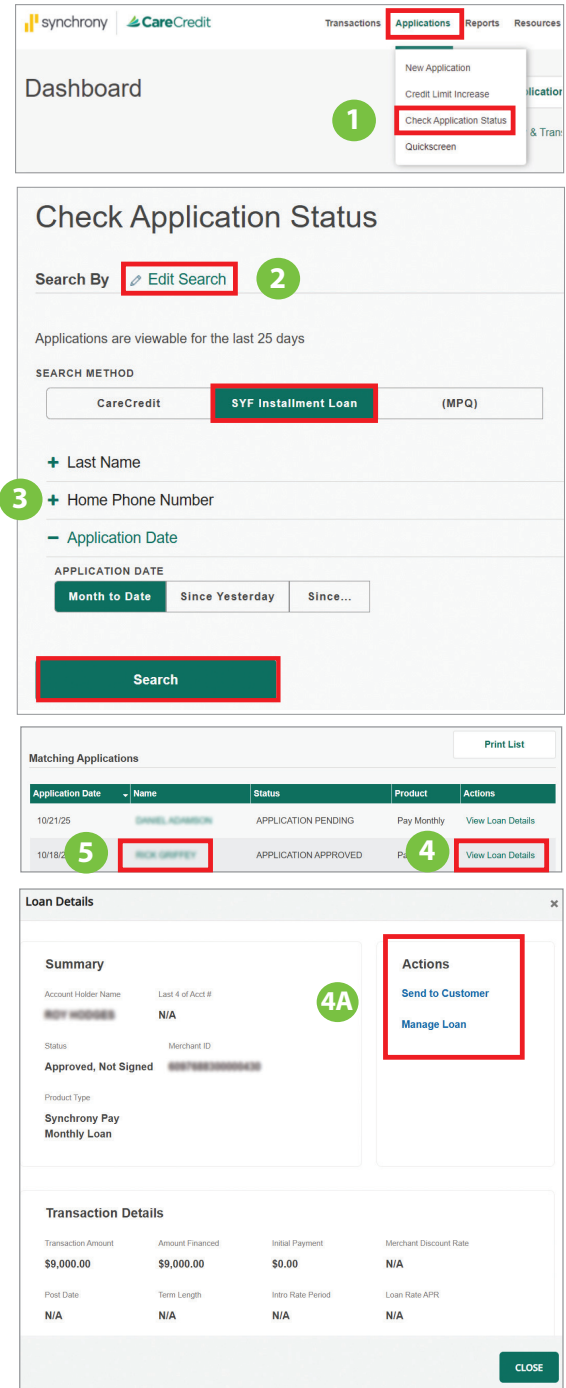 synchrony CareCredit Transactions Applications Reports Resources
New Application
Dashboard
Credit Limit Increase
1 Check Application Status & Tran
Quickscreen
Check Application Status
Search By Edit Search 2
Applications are viewable for the last 25 days
SEARCH METHOD
CareCredit SYF Installment Loan (MPQ)
+ Last Name
3 + Home Phone Number
− Application Date
APPLICATION DATE
Month to Date Since Yesterday Since...
Search
Print List
Matching Applications
Application Date Name Status Product Actions
10/21/25 APPLICATION PENDING Pay Monthly View Loan Details
10/18/2 5 APPLICATION APPROVED Pa 4 View Loan Details
Loan Details ×
Summary Actions
Account Holder Name Last 4 of Acct # 4A Send to Customer
N/A
Manage Loan
Status Merchant ID
Approved, Not Signed
Product Type
Synchrony Pay
Monthly Loan
Transaction Details
Transaction Amount Amount Financed Initial Payment Merchant Discount Rate
$9,000.00 $9,000.00 $0.00 N/A
Post Date Term Length Intro Rate Period Loan Rate APR
N/A N/A N/A N/A
CLOSE